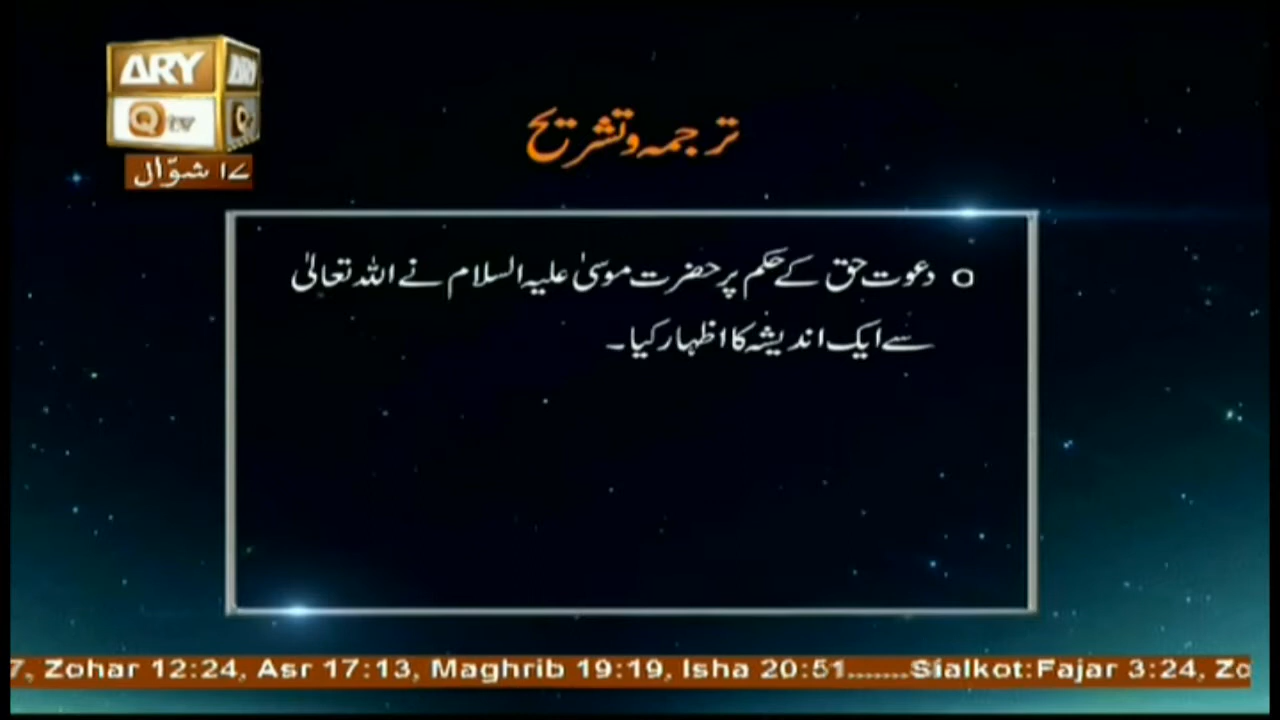 ARY
Qtv
۱۷ شوّال
ترجمہ و تشریح
o دعوت حق کے حکم پر حضرت موسیٰ علیہ السلام نے اللہ تعالیٰ
سے ایک اندیشہ کا اظہار کیا۔
7, Zohar 12:24, Asr 17:13, Maghrib 19:19, Isha 20:51.......Sialkot:Fajar 3:24, Zo